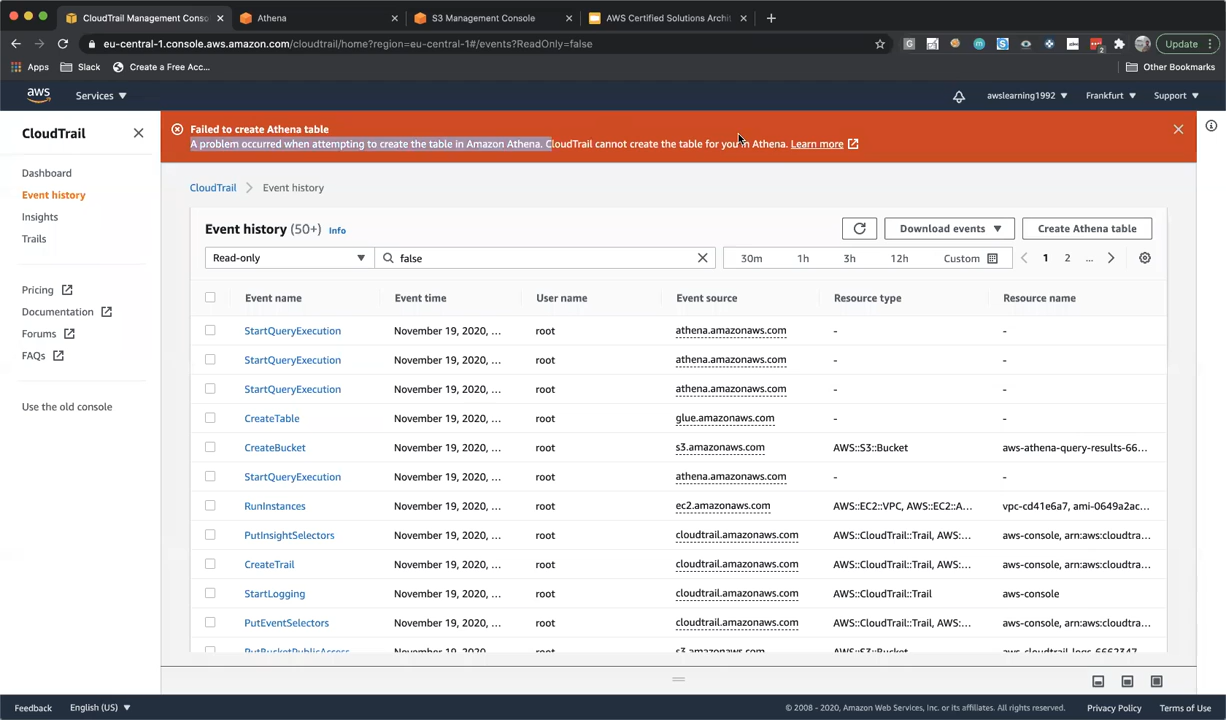 CloudTrail Management Conso
Athena
S3 Management Console
AWS Certified Solutions Archit
eu-central-1.console.aws.amazon.com/cloudtrail/home?region=eu-central-1#/events?ReadOnly=false
Update
Apps
Slack
Create a Free Acc...
Other Bookmarks
aws
Services
awslearning1992
Frankfurt
Support
CloudTrail
Dashboard
Event history
Insights
Trails
Pricing
Documentation
Forums
FAQs
Use the old console
Failed to create Athena table
A problem occurred when attempting to create the table in Amazon Athena. CloudTrail cannot create the table for you in Athena. Learn more
CloudTrail > Event history
Event history (50+) Info
Download events
Create Athena table
Read-only
false
30m 1h 3h 12h Custom
1 2 ...
Event name Event time User name Event source Resource type Resource name
StartQueryExecution November 19, 2020, ... root athena.amazonaws.com - -
StartQueryExecution November 19, 2020, ... root athena.amazonaws.com - -
StartQueryExecution November 19, 2020, ... root athena.amazonaws.com - -
CreateTable November 19, 2020, ... root glue.amazonaws.com - -
CreateBucket November 19, 2020, ... root s3.amazonaws.com AWS::S3::Bucket aws-athena-query-results-66...
StartQueryExecution November 19, 2020, ... root athena.amazonaws.com - -
RunInstances November 19, 2020, ... root ec2.amazonaws.com AWS::EC2::VPC, AWS::EC2::A... vpc-cd41e6a7, ami-0649a2ac...
PutInsightSelectors November 19, 2020, ... root cloudtrail.amazonaws.com AWS::CloudTrail::Trail, AWS:... aws-console, arn:aws:cloudtra...
CreateTrail November 19, 2020, ... root cloudtrail.amazonaws.com AWS::CloudTrail::Trail, AWS:... aws-console, arn:aws:cloudtra...
StartLogging November 19, 2020, ... root cloudtrail.amazonaws.com AWS::CloudTrail::Trail aws-console
PutEventSelectors November 19, 2020, ... root cloudtrail.amazonaws.com AWS::CloudTrail::Trail, AWS:... aws-console, arn:aws:cloudtra...
PutBucketPublicAccess November 19, 2020 root s3.amazonaws.com AWS::S3::Bucket
Feedback
English (US)
© 2008 - 2020, Amazon Web Services, Inc. or its affiliates. All rights reserved.
Privacy Policy
Terms of Use